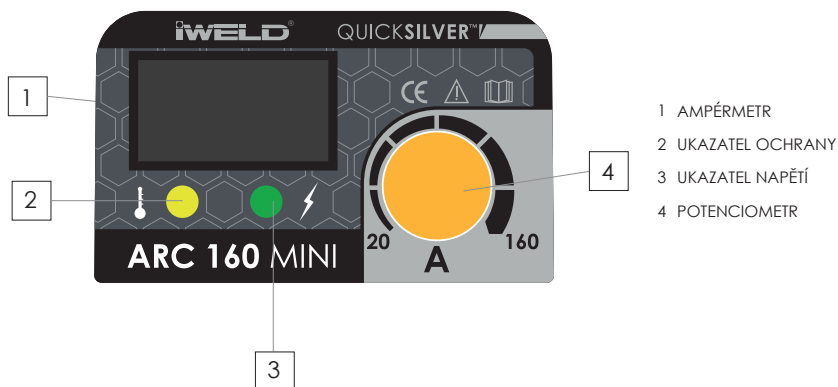 iWELD® QUICKSILVER™
CE
1
2
3
4
20
160
A
ARC 160 MINI
1 AMPÉRMETR
2 UKAZATEL OCHRANY
3 UKAZATEL NAPĚTÍ
4 POTENCIOMETR